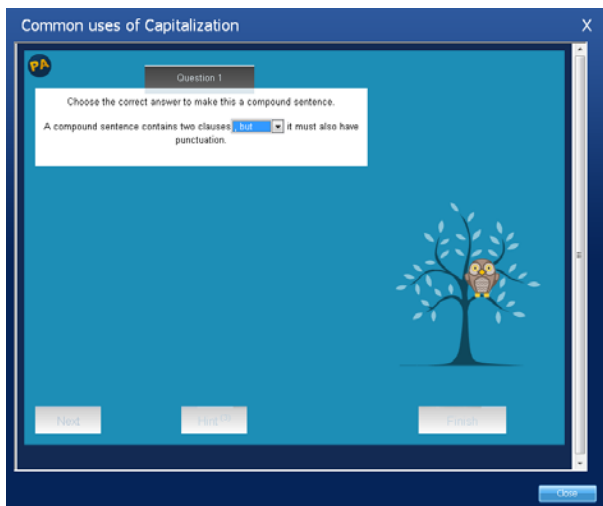 Common uses of Capitalization X
PA
Question 1
Choose the correct answer to make this a compound sentence.
A compound sentence contains two clauses , but it must also have
punctuation.
Next Hint Finish
Close